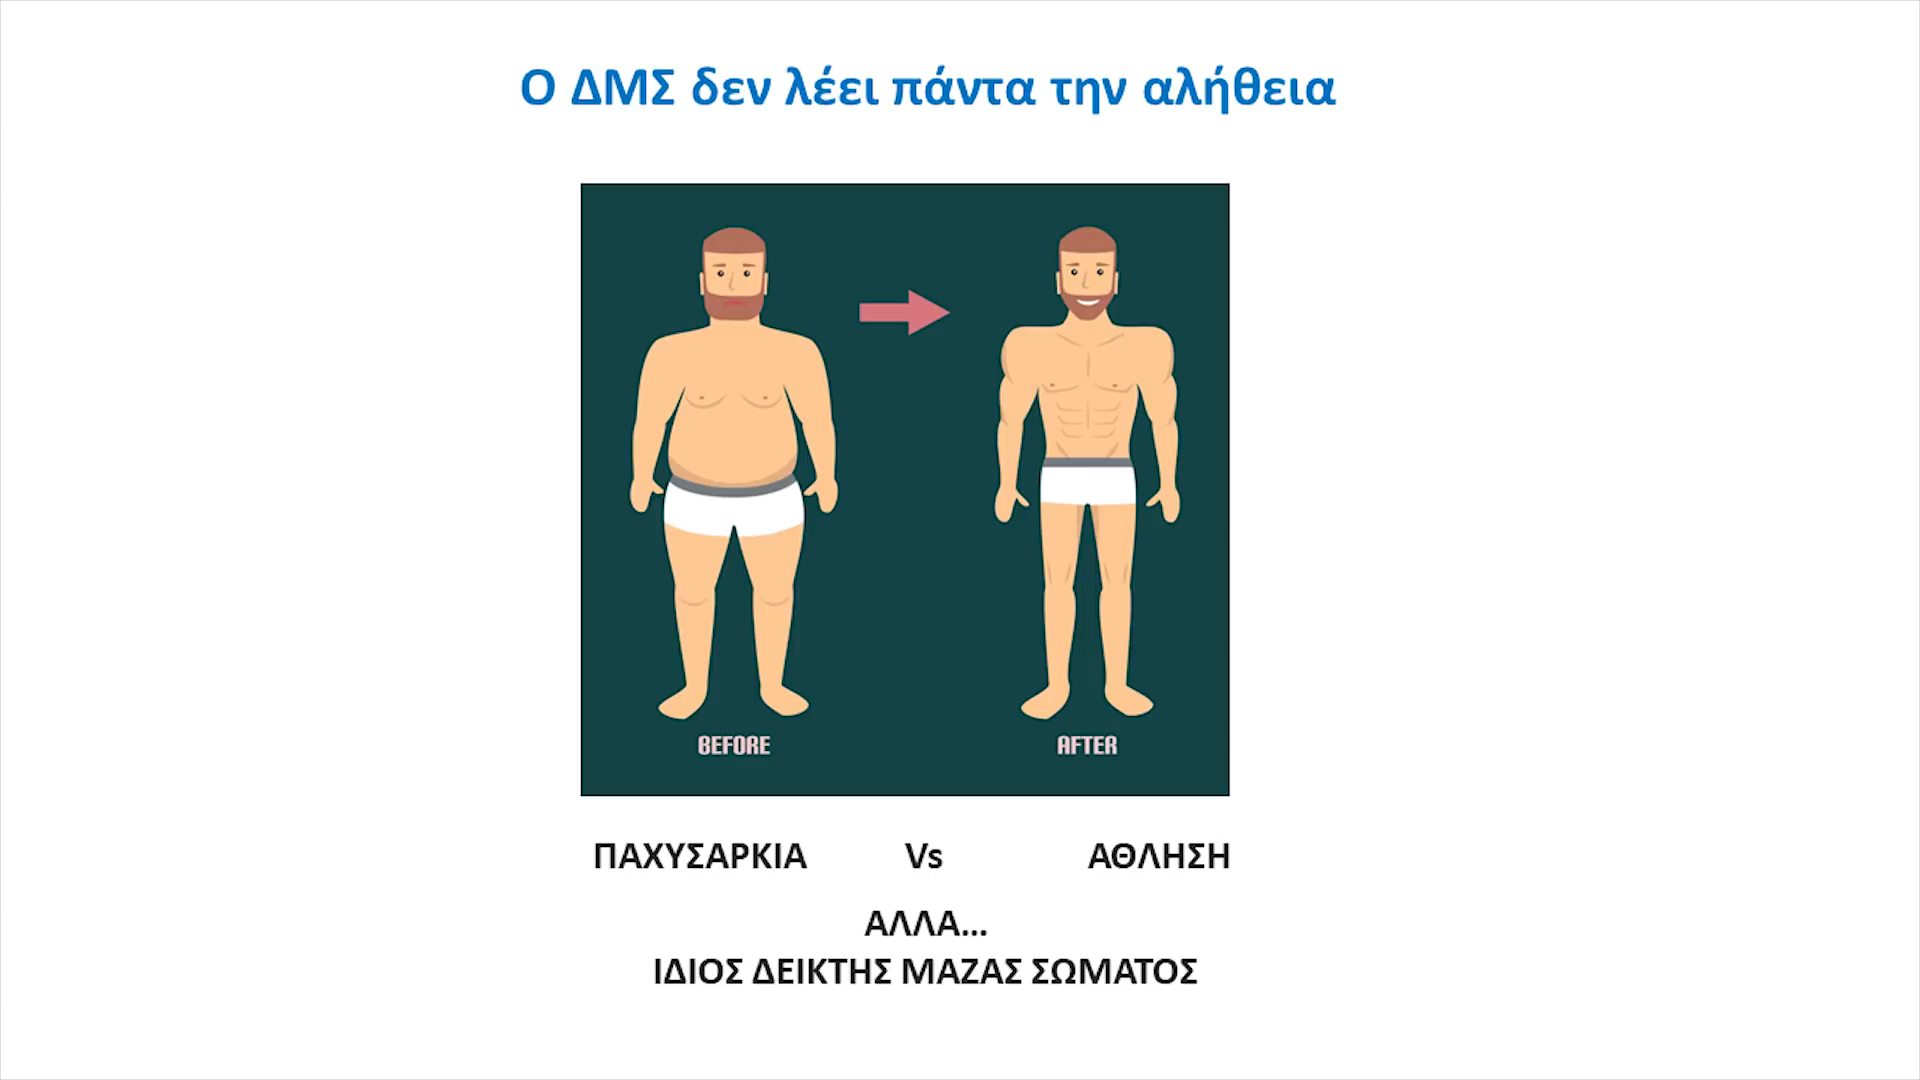 Ο ΔΜΣ δεν λέει πάντα την αλήθεια
BEFORE AFTER
ΠΑΧΥΣΑΡΚΙΑ Vs ΑΘΛΗΣΗ
ΑΛΛΑ...
ΙΔΙΟΣ ΔΕΙΚΤΗΣ ΜΑΖΑΣ ΣΩΜΑΤΟΣ